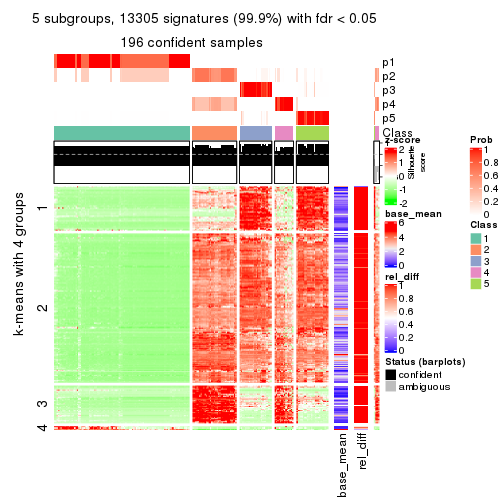 5 subgroups, 13305 signatures (99.9%) with fdr < 0.05
196 confident samples
p1
p2
p3
p4
p5
Class
Silhouette
score
k-means with 4 groups
1
2
3
4
base_mean
rel_diff
z-score
2
1
0
-1
-2
base_mean
6
4
2
0
rel_diff
1
0.8
0.6
0.4
0.2
0
Status (barplots)
confident
ambiguous
Prob
1
0.8
0.6
0.4
0.2
0
Class
1
2
3
4
5